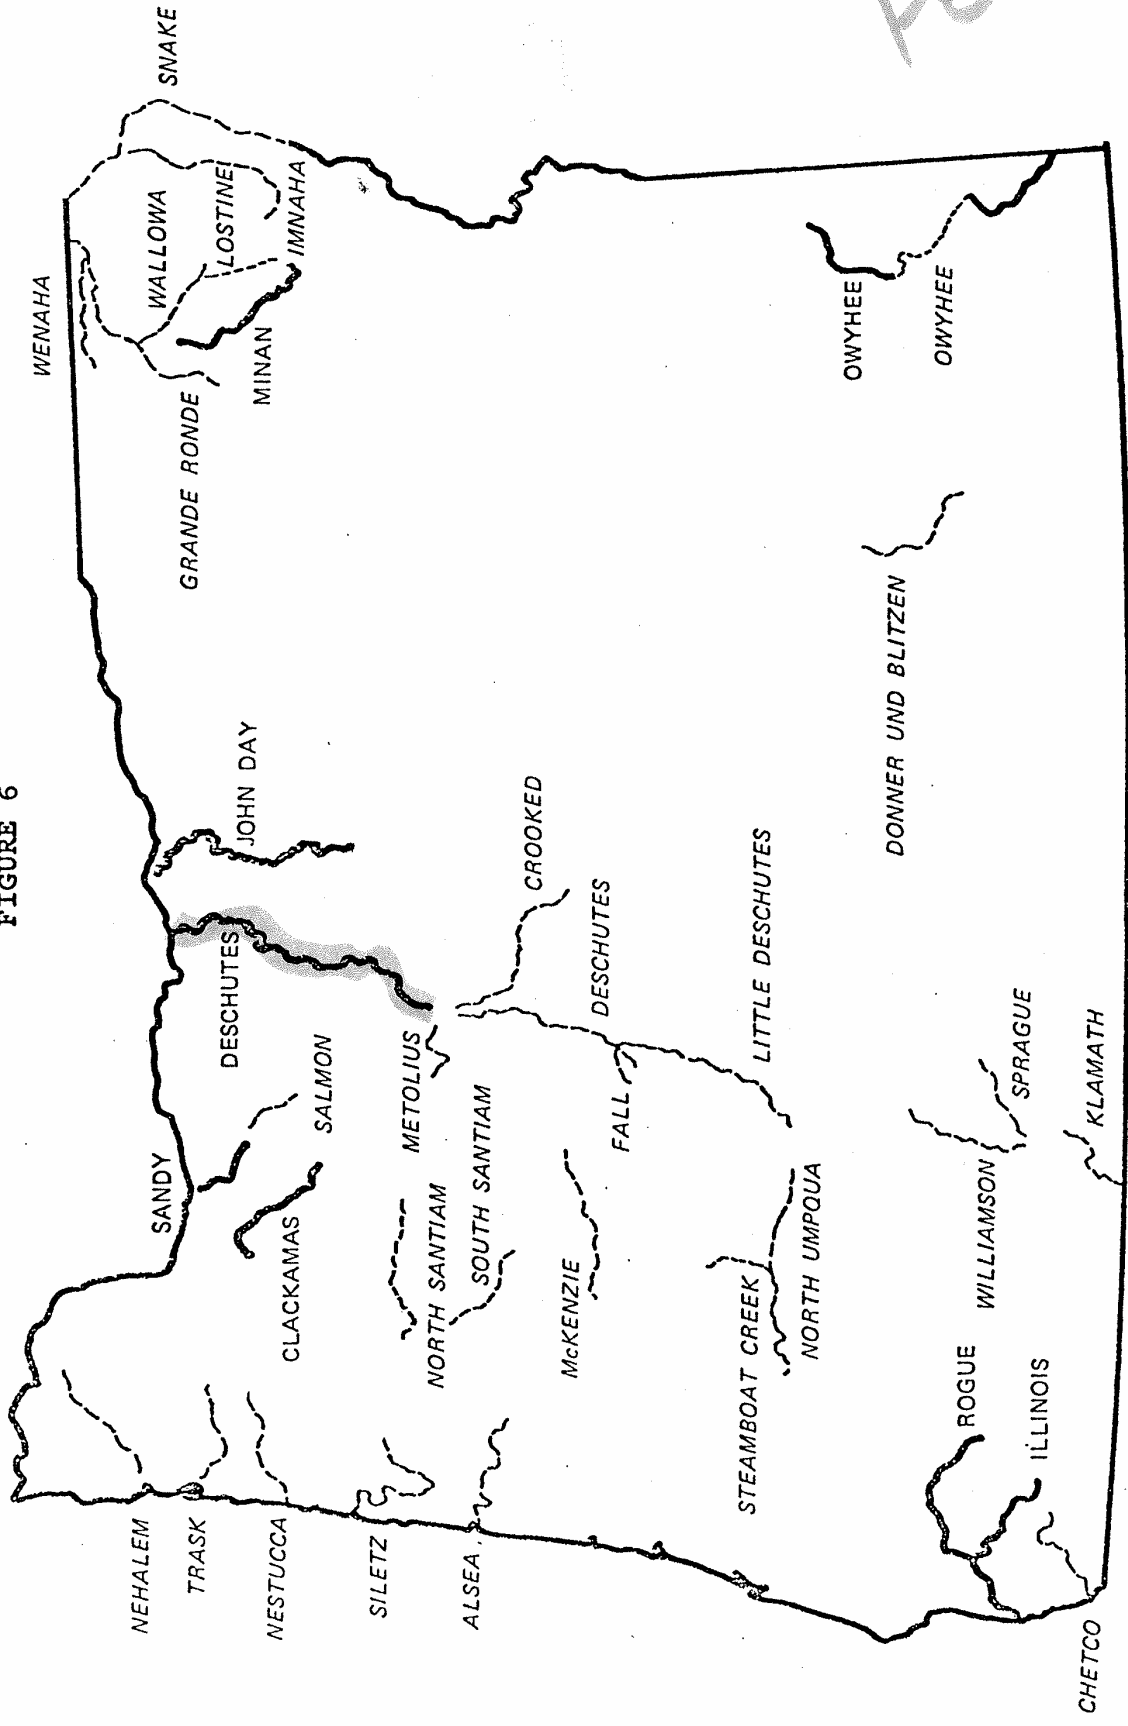 FIGURE 6
NEHALEM
TRASK
NESTUCCA
SILETZ
ALSEA
CHETCO
SANDY
CLACKAMAS
SALMON
DESCHUTES
JOHN DAY
METOLIUS
NORTH SANTIAM
SOUTH SANTIAM
McKENZIE
CROOKED
DESCHUTES
FALL
LITTLE DESCHUTES
STEAMBOAT CREEK
NORTH UMPQUA
ROGUE
ILLINOIS
WILLIAMSON
SPRAGUE
KLAMATH
WENAHA
GRANDE RONDE
WALLOWA
LOSTINE
MINAN
IMNAHA
SNAKE
DONNER UND BLITZEN
OWYHEE
OWYHEE